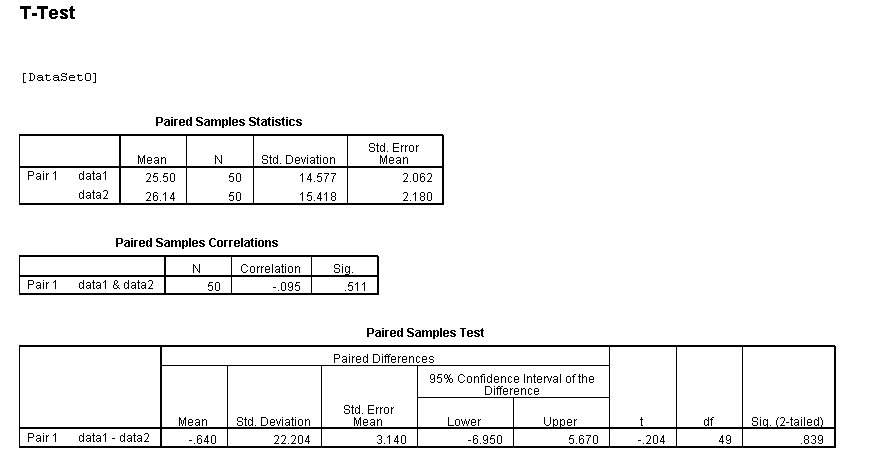 T-Test
[DataSet0]
Paired Samples Statistics
Mean N Std. Deviation Std. Error Mean
Pair 1 data1 25.50 50 14.577 2.062
data2 26.14 50 15.418 2.180
Paired Samples Correlations
N Correlation Sig.
Pair 1 data1 & data2 50 -.095 .511
Paired Samples Test
Paired Differences
95% Confidence Interval of the Difference
Mean Std. Deviation Std. Error Mean Lower Upper t df Sig. (2-tailed)
Pair 1 data1 - data2 -.640 22.204 3.140 -6.950 5.670 -.204 49 .839